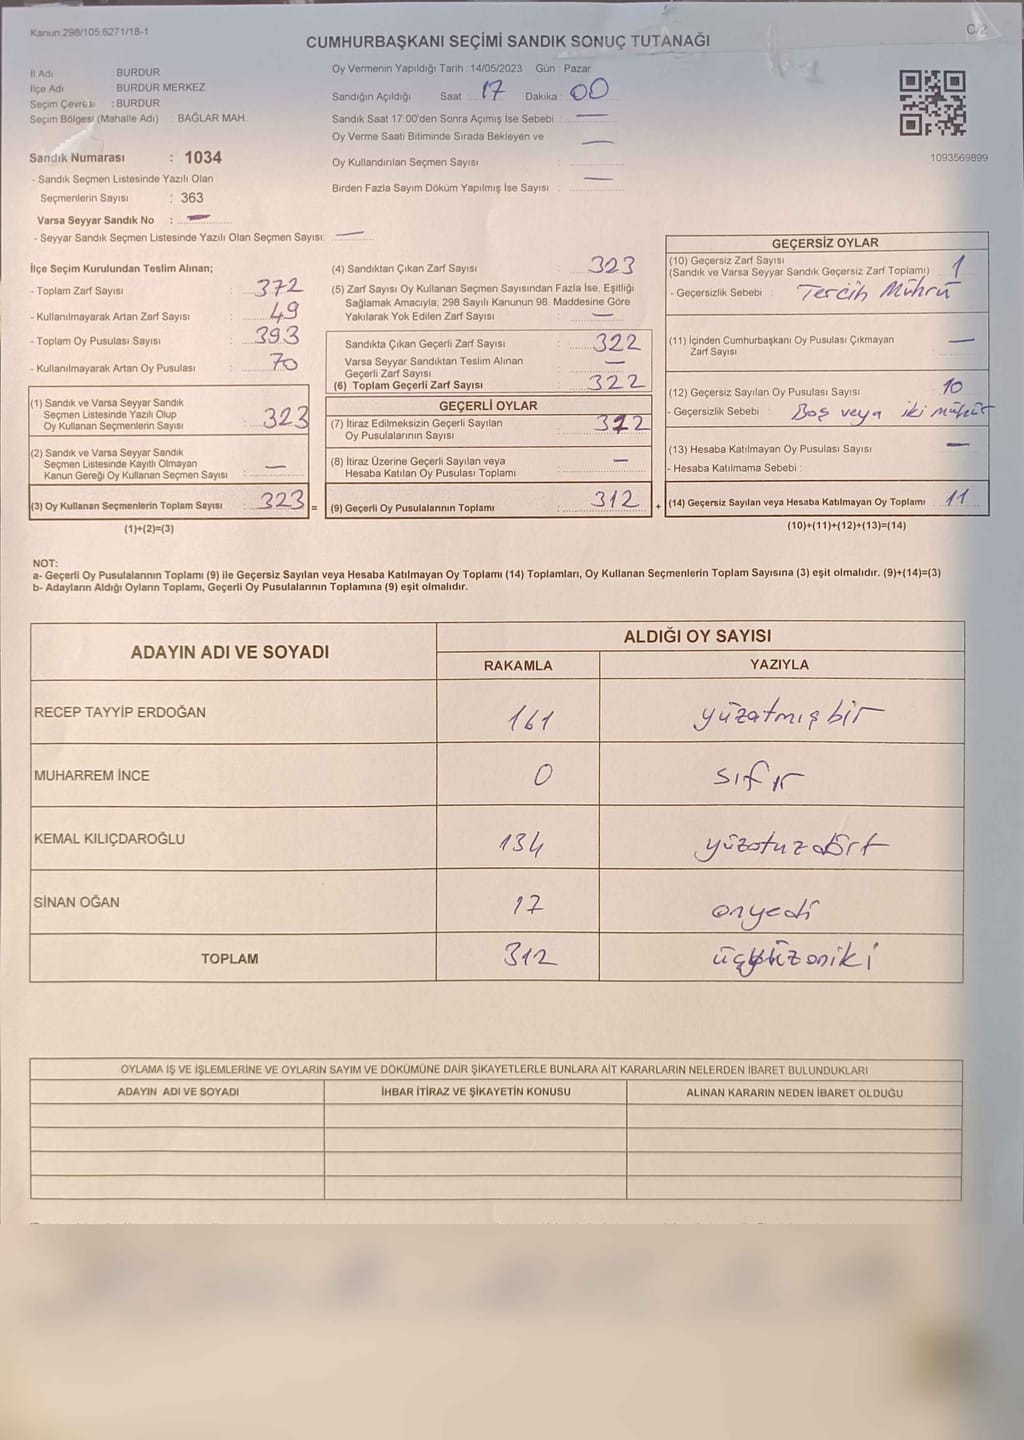 Kanun.298/105.6271/18-1
C/2
CUMHURBAŞKANI SEÇİMİ SANDIK SONUÇ TUTANAĞI
İl Adı BURDUR
İlçe Adı BURDUR MERKEZ
Seçim Çevresi : BURDUR
Seçim Bölgesi (Mahalle Adı) : BAĞLAR MAH.
Sandık Numarası : 1034
- Sandık Seçmen Listesinde Yazılı Olan
Seçmenlerin Sayısı : 363
Varsa Seyyar Sandık No : —
- Seyyar Sandık Seçmen Listesinde Yazılı Olan Seçmen Sayısı: —
Oy Vermenin Yapıldığı Tarih : 14/05/2023 Gün : Pazar
Sandığın Açıldığı Saat : 17 Dakika : 00
Sandık Saat 17:00'den Sonra Açımış İse Sebebi : —
Oy Verme Saati Bitiminde Sırada Bekleyen ve —
Oy Kullandırılan Seçmen Sayısı :
Birden Fazla Sayım Döküm Yapılmış İse Sayısı : —
1093569899
İlçe Seçim Kurulundan Teslim Alınan;
- Toplam Zarf Sayısı : 372
- Kullanılmayarak Artan Zarf Sayısı : 49
- Toplam Oy Pusulası Sayısı : 393
- Kullanılmayarak Artan Oy Pusulası : 70
(1) Sandık ve Varsa Seyyar Sandık
Seçmen Listesinde Yazılı Olup
Oy Kullanan Seçmenlerin Sayısı : 323
(2) Sandık ve Varsa Seyyar Sandık
Seçmen Listesinde Kayıtlı Olmayan
Kanun Gereği Oy Kullanan Seçmen Sayısı : —
(3) Oy Kullanan Seçmenlerin Toplam Sayısı : 323 =
(1)+(2)=(3)
(4) Sandıktan Çıkan Zarf Sayısı : 323
(5) Zarf Sayısı Oy Kullanan Seçmen Sayısından Fazla İse, Eşitliği
Sağlamak Amacıyla, 298 Sayılı Kanunun 98. Maddesine Göre
Yakılarak Yok Edilen Zarf Sayısı : —
Sandıkta Çıkan Geçerli Zarf Sayısı : 322
Varsa Seyyar Sandıktan Teslim Alınan
Geçerli Zarf Sayısı : —
(6) Toplam Geçerli Zarf Sayısı : 322
GEÇERLİ OYLAR
(7) İtiraz Edilmeksizin Geçerli Sayılan
Oy Pusulalarının Sayısı : 312
(8) İtiraz Üzerine Geçerli Sayılan veya
Hesaba Katılan Oy Pusulası Toplamı : —
(9) Geçerli Oy Pusulalarının Toplamı : 312 +
GEÇERSİZ OYLAR
(10) Geçersiz Zarf Sayısı
(Sandık ve Varsa Seyyar Sandık Geçersiz Zarf Toplamı) : 1
- Geçersizlik Sebebi : Tercih Mührü
(11) İçinden Cumhurbaşkanı Oy Pusulası Çıkmayan
Zarf Sayısı : —
(12) Geçersiz Sayılan Oy Pusulası Sayısı : 10
- Geçersizlik Sebebi : Boş veya iki mühür
(13) Hesaba Katılmayan Oy Pusulası Sayısı : —
- Hesaba Katılmama Sebebi :
(14) Geçersiz Sayılan veya Hesaba Katılmayan Oy Toplamı : 11
(10)+(11)+(12)+(13)=(14)
NOT:
a- Geçerli Oy Pusulalarının Toplamı (9) ile Geçersiz Sayılan veya Hesaba Katılmayan Oy Toplamı (14) Toplamları, Oy Kullanan Seçmenlerin Toplam Sayısına (3) eşit olmalıdır. (9)+(14)=(3)
b- Adayların Aldığı Oyların Toplamı, Geçerli Oy Pusulalarının Toplamına (9) eşit olmalıdır.
ADAYIN ADI VE SOYADI ALDIĞI OY SAYISI
RAKAMLA YAZIYLA
RECEP TAYYİP ERDOĞAN 161 yüzatmışbir
MUHARREM İNCE 0 sıfır
KEMAL KILIÇDAROĞLU 134 yüzotuzdört
SİNAN OĞAN 17 onyedi
TOPLAM 312 üçyüzoniki
OYLAMA İŞ VE İŞLEMLERİNE VE OYLARIN SAYIM VE DÖKÜMÜNE DAİR ŞİKAYETLERLE BUNLARA AİT KARARLARIN NELERDEN İBARET BULUNDUKLARI
ADAYIN ADI VE SOYADI İHBAR İTİRAZ VE ŞİKAYETİN KONUSU ALINAN KARARIN NEDEN İBARET OLDUĞU